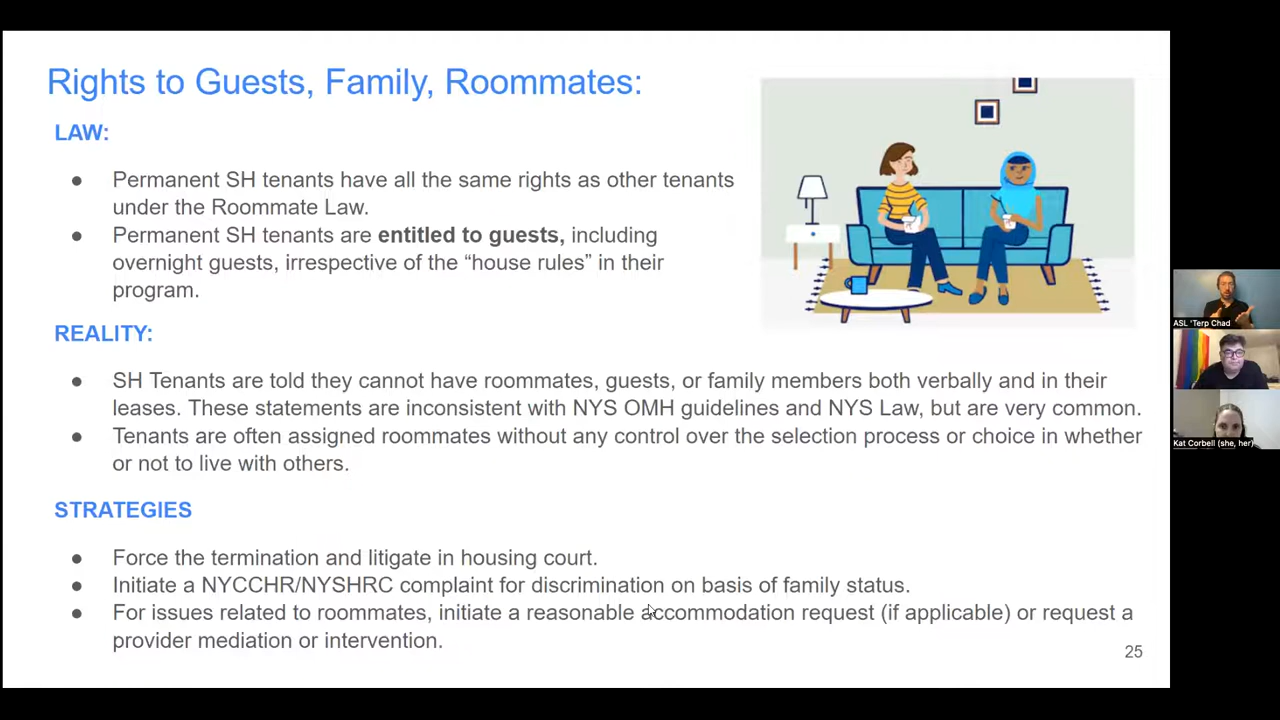 Rights to Guests, Family, Roommates:
LAW:
● Permanent SH tenants have all the same rights as other tenants
under the Roommate Law.
● Permanent SH tenants are entitled to guests, including
overnight guests, irrespective of the “house rules” in their
program.
REALITY:
● SH Tenants are told they cannot have roommates, guests, or family members both verbally and in their
leases. These statements are inconsistent with NYS OMH guidelines and NYS Law, but are very common.
● Tenants are often assigned roommates without any control over the selection process or choice in whether
or not to live with others.
STRATEGIES
● Force the termination and litigate in housing court.
● Initiate a NYCCHR/NYSHRC complaint for discrimination on basis of family status.
● For issues related to roommates, initiate a reasonable accommodation request (if applicable) or request a
provider mediation or intervention.
25
ASL 'Terp Chad
Kat Corbell (she, her)